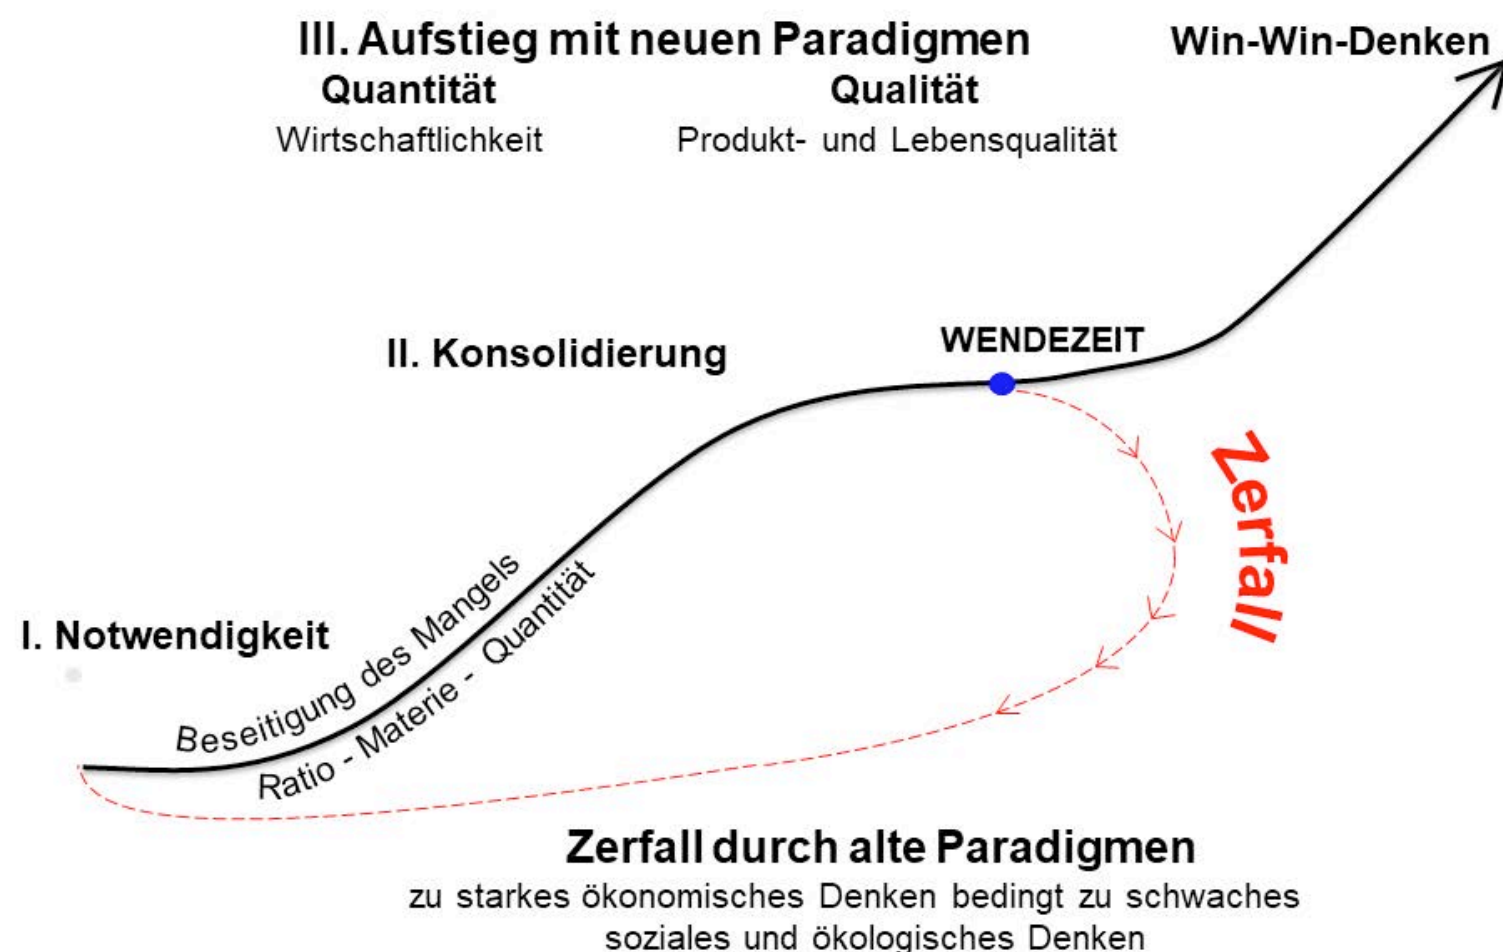 III. Aufstieg mit neuen Paradigmen
Win-Win-Denken
Quantität
Qualität
Wirtschaftlichkeit
Produkt- und Lebensqualität
II. Konsolidierung
WENDEZEIT
Zerfall
I. Notwendigkeit
Beseitigung des Mangels
Ratio - Materie - Quantität
Zerfall durch alte Paradigmen
zu starkes ökonomisches Denken bedingt zu schwaches
soziales und ökologisches Denken